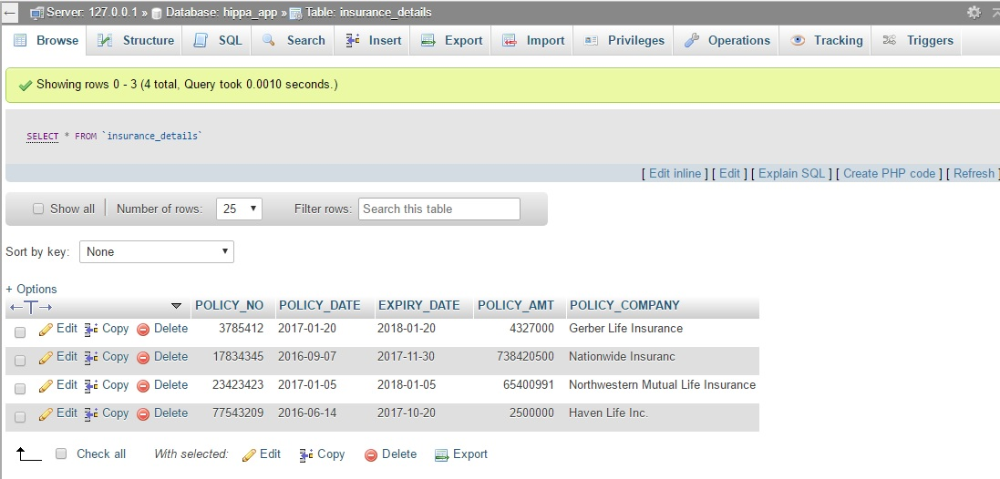 Server: 127.0.0.1 » Database: hippa_app » Table: insurance_details
Browse Structure SQL Search Insert Export Import Privileges Operations Tracking Triggers
Showing rows 0 - 3 (4 total, Query took 0.0010 seconds.)
SELECT * FROM `insurance_details`
[ Edit inline ] [ Edit ] [ Explain SQL ] [ Create PHP code ] [ Refresh ]
Show all Number of rows: 25 Filter rows: Search this table
Sort by key: None
+ Options
POLICY_NO POLICY_DATE EXPIRY_DATE POLICY_AMT POLICY_COMPANY
Edit Copy Delete 3785412 2017-01-20 2018-01-20 4327000 Gerber Life Insurance
Edit Copy Delete 17834345 2016-09-07 2017-11-30 738420500 Nationwide Insuranc
Edit Copy Delete 23423423 2017-01-05 2018-01-05 65400991 Northwestern Mutual Life Insurance
Edit Copy Delete 77543209 2016-06-14 2017-10-20 2500000 Haven Life Inc.
Check all With selected: Edit Copy Delete Export